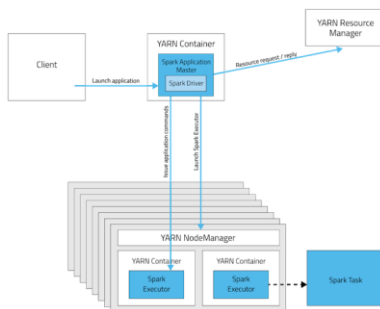 YARN Resource
Manager
YARN Container
Client
Spark Application
Master
Spark Driver
Launch application
Resource request / reply
Issue application commands
Launch Spark Executor
YARN NodeManager
YARN Container
YARN Container
Spark
Executor
Spark
Executor
Spark Task